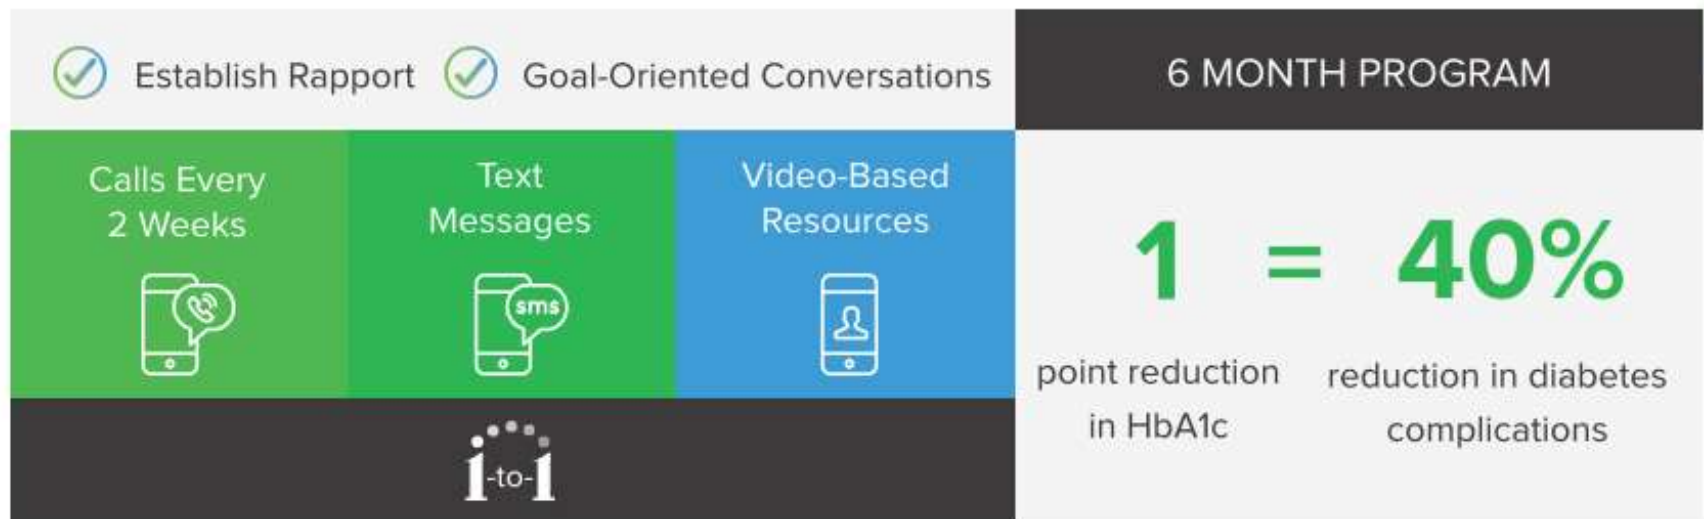 Establish Rapport
Goal-Oriented Conversations
6 MONTH PROGRAM
Calls Every
2 Weeks
Text
Messages
sms
Video-Based
Resources
1 = 40%
point reduction
in HbA1c
reduction in diabetes
complications
1-to-1